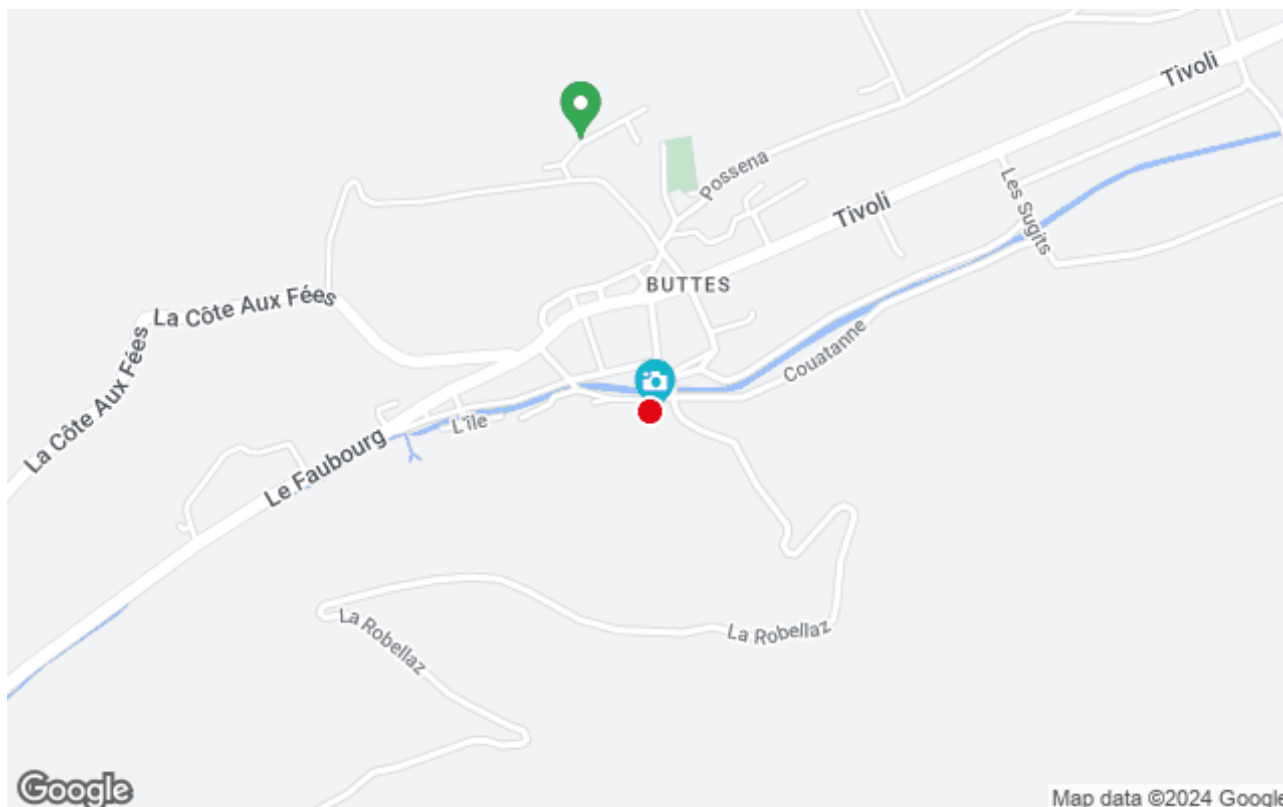 Tivoli
Possena
Tivoli
Les Sugits
BUTTES
La Côte Aux Fées
La Côte Aux Fées
Couatanne
L'île
Le Faubourg
La Robellaz
La Robellaz
Google
Map data ©2024 Google